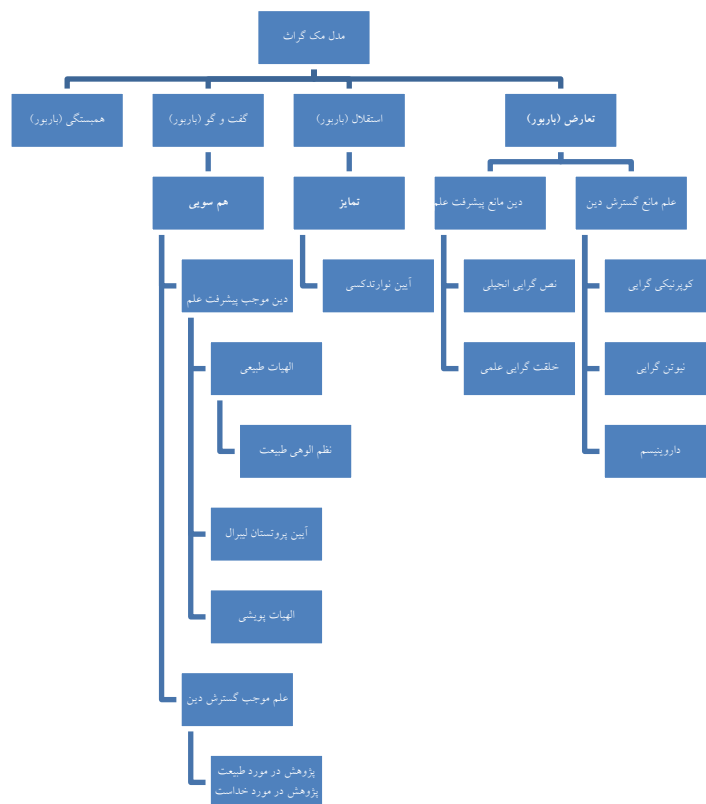 مدل مک گراث
تعارض (باربور)
استقلال (باربور)
گفت و گو (باربور)
همبستگی (باربور)
علم مانع گسترش دین
دین مانع پیشرفت علم
تمایز
هم سویی
کوپرنیکی گرایی
نص گرایی انجیلی
آیین نوارتدکسی
دین موجب پیشرفت علم
نیوتن گرایی
خلقت گرایی علمی
الهیات طبیعی
داروینیسم
نظم الوهی طبیعت
آیین پروتستان لیبرال
الهیات پویشی
علم موجب گسترش دین
پژوهش در مورد طبیعت
پژوهش در مورد خداست